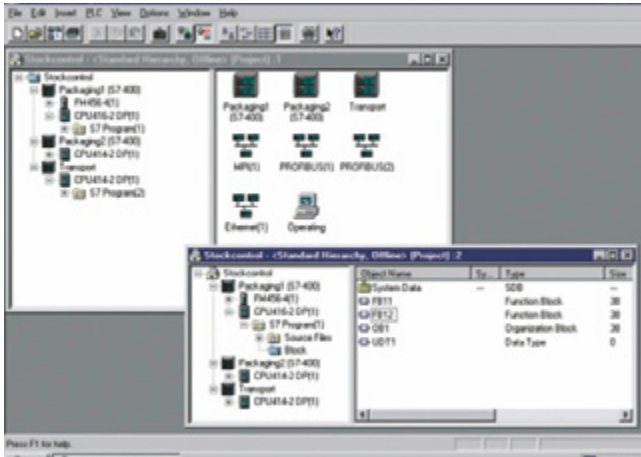 File Edit Insert PLC View Options Window Help
Stockcontrol - <Standard Hierarchy, Offline> (Project) :1
Stockcontrol
Packaging1 (S7-400)
FM456-4(1)
CPU416-2 DP(1)
S7 Program(1)
Packaging2 (S7-400)
CPU414-2 DP(1)
Transport
CPU414-2 DP(1)
S7 Program(2)
Packaging1 (S7-400)
Packaging2 (S7-400)
Transport
MPI(1)
PROFIBUS(1)
PROFIBUS(2)
Ethernet(1)
Operating
Stockcontrol - <Standard Hierarchy, Offline> (Project) :2
Stockcontrol
Packaging1 (S7-400)
FM456-4(1)
CPU416-2 DP(1)
S7 Program(1)
Source Files
Block
Packaging2 (S7-400)
CPU414-2 DP(1)
Transport
CPU414-2 DP(1)
Object Name Sy... Type Size
System Data -- SDB --
FB11 Function Block 38
FB12 Function Block 38
OB1 Organization Block 38
UDT1 Data Type 0
Press F1 for help.